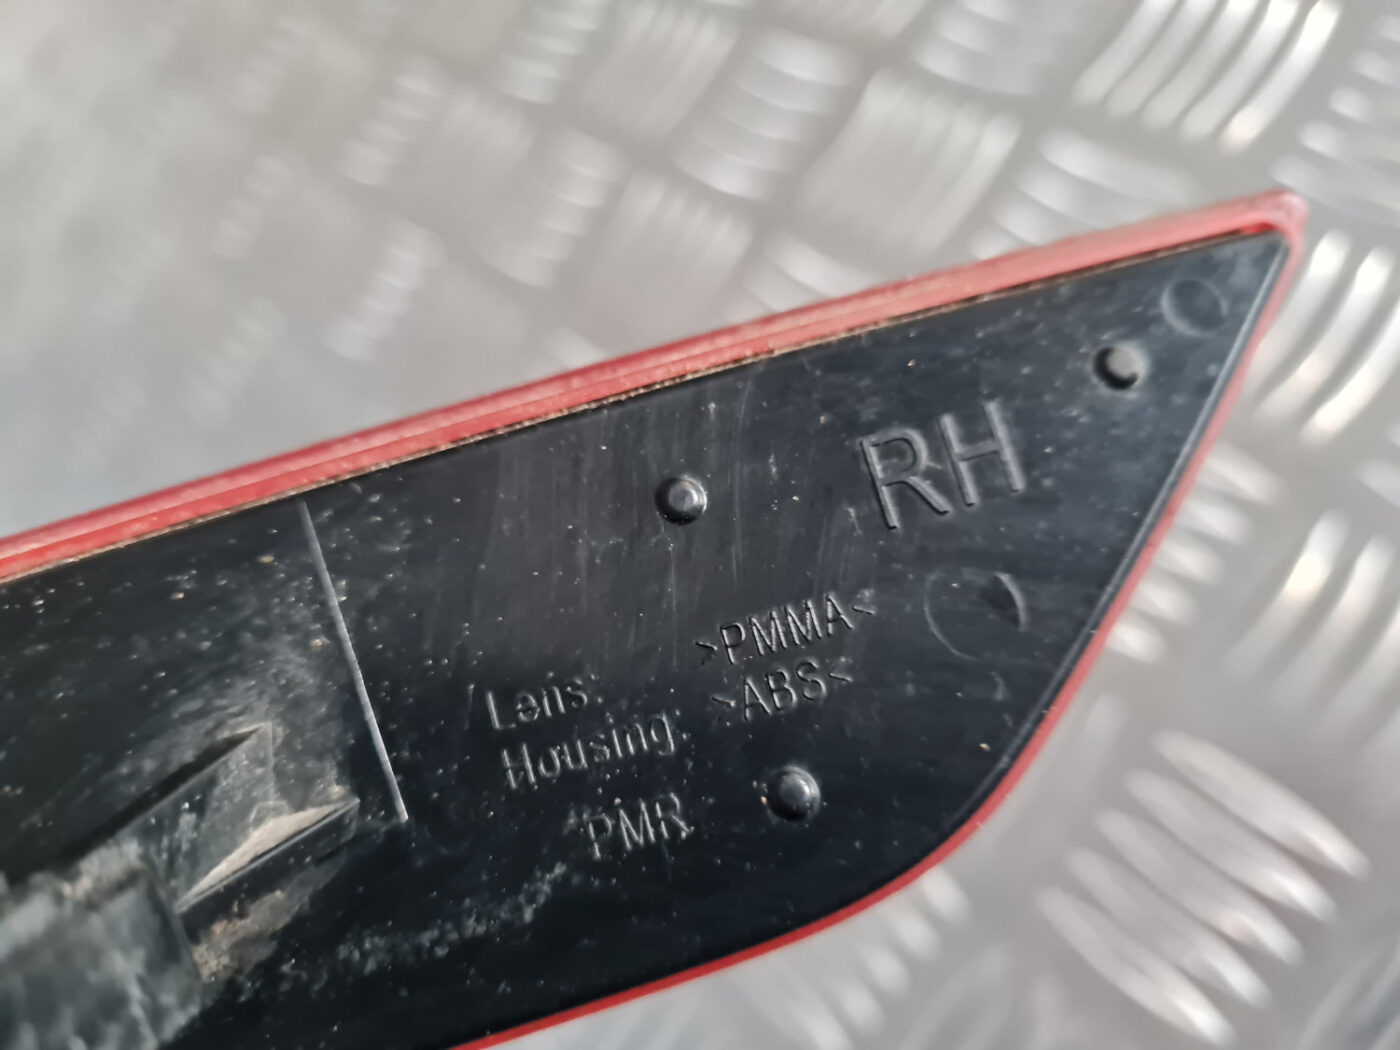 RH
Lens: >PMMA<
Housing: >ABS<
PMR